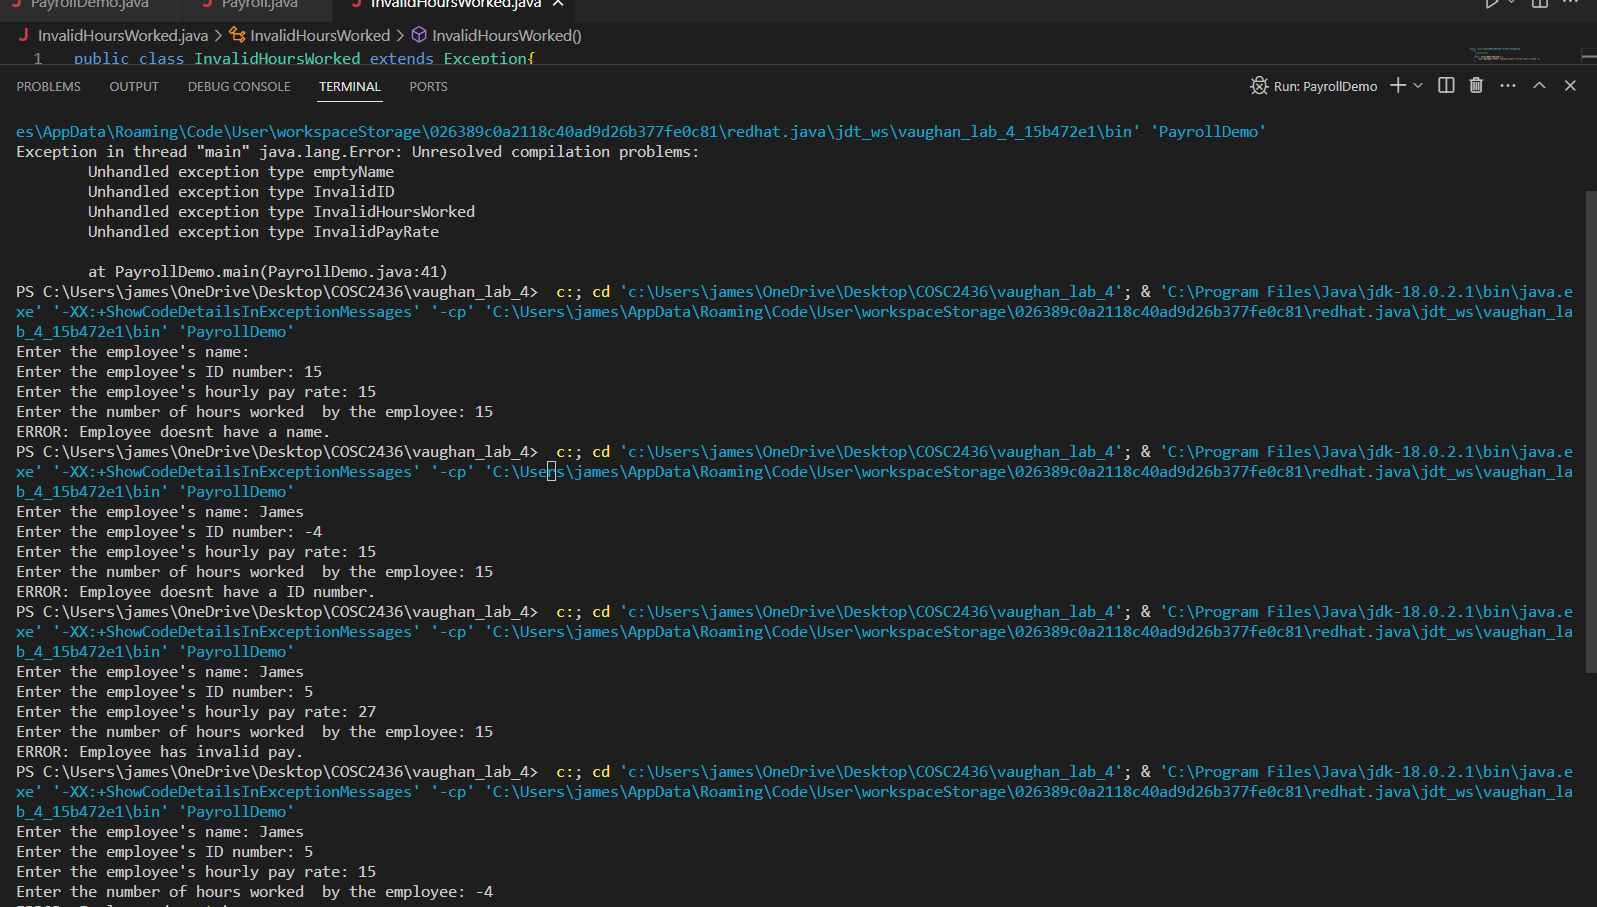 PayrollDemo.java Payroll.java InvalidHoursWorked.java
InvalidHoursWorked.java > InvalidHoursWorked > InvalidHoursWorked()
1 public class InvalidHoursWorked extends Exception{
PROBLEMS OUTPUT DEBUG CONSOLE TERMINAL PORTS Run: PayrollDemo
es\AppData\Roaming\Code\User\workspaceStorage\026389c0a2118c40ad9d26b377fe0c81\redhat.java\jdt_ws\vaughan_lab_4_15b472e1\bin' 'PayrollDemo'
Exception in thread "main" java.lang.Error: Unresolved compilation problems:
Unhandled exception type emptyName
Unhandled exception type InvalidID
Unhandled exception type InvalidHoursWorked
Unhandled exception type InvalidPayRate
at PayrollDemo.main(PayrollDemo.java:41)
PS C:\Users\james\OneDrive\Desktop\COSC2436\vaughan_lab_4>  c:; cd 'c:\Users\james\OneDrive\Desktop\COSC2436\vaughan_lab_4'; & 'C:\Program Files\Java\jdk-18.0.2.1\bin\java.e
xe' '-XX:+ShowCodeDetailsInExceptionMessages' '-cp' 'C:\Users\james\AppData\Roaming\Code\User\workspaceStorage\026389c0a2118c40ad9d26b377fe0c81\redhat.java\jdt_ws\vaughan_la
b_4_15b472e1\bin' 'PayrollDemo'
Enter the employee's name:
Enter the employee's ID number: 15
Enter the employee's hourly pay rate: 15
Enter the number of hours worked  by the employee: 15
ERROR: Employee doesnt have a name.
PS C:\Users\james\OneDrive\Desktop\COSC2436\vaughan_lab_4>  c:; cd 'c:\Users\james\OneDrive\Desktop\COSC2436\vaughan_lab_4'; & 'C:\Program Files\Java\jdk-18.0.2.1\bin\java.e
xe' '-XX:+ShowCodeDetailsInExceptionMessages' '-cp' 'C:\Users\james\AppData\Roaming\Code\User\workspaceStorage\026389c0a2118c40ad9d26b377fe0c81\redhat.java\jdt_ws\vaughan_la
b_4_15b472e1\bin' 'PayrollDemo'
Enter the employee's name: James
Enter the employee's ID number: -4
Enter the employee's hourly pay rate: 15
Enter the number of hours worked  by the employee: 15
ERROR: Employee doesnt have a ID number.
PS C:\Users\james\OneDrive\Desktop\COSC2436\vaughan_lab_4>  c:; cd 'c:\Users\james\OneDrive\Desktop\COSC2436\vaughan_lab_4'; & 'C:\Program Files\Java\jdk-18.0.2.1\bin\java.e
xe' '-XX:+ShowCodeDetailsInExceptionMessages' '-cp' 'C:\Users\james\AppData\Roaming\Code\User\workspaceStorage\026389c0a2118c40ad9d26b377fe0c81\redhat.java\jdt_ws\vaughan_la
b_4_15b472e1\bin' 'PayrollDemo'
Enter the employee's name: James
Enter the employee's ID number: 5
Enter the employee's hourly pay rate: 27
Enter the number of hours worked  by the employee: 15
ERROR: Employee has invalid pay.
PS C:\Users\james\OneDrive\Desktop\COSC2436\vaughan_lab_4>  c:; cd 'c:\Users\james\OneDrive\Desktop\COSC2436\vaughan_lab_4'; & 'C:\Program Files\Java\jdk-18.0.2.1\bin\java.e
xe' '-XX:+ShowCodeDetailsInExceptionMessages' '-cp' 'C:\Users\james\AppData\Roaming\Code\User\workspaceStorage\026389c0a2118c40ad9d26b377fe0c81\redhat.java\jdt_ws\vaughan_la
b_4_15b472e1\bin' 'PayrollDemo'
Enter the employee's name: James
Enter the employee's ID number: 5
Enter the employee's hourly pay rate: 15
Enter the number of hours worked  by the employee: -4